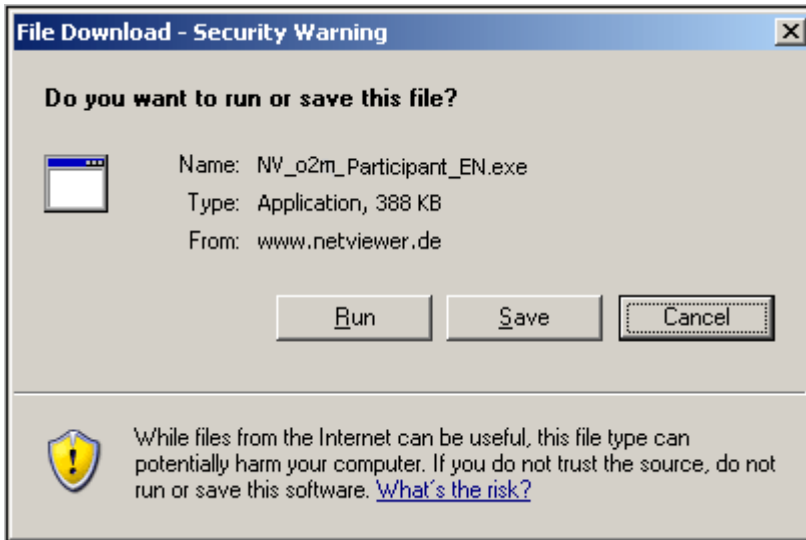 File Download - Security Warning
Do you want to run or save this file?
Name: NV_o2m_Participant_EN.exe
Type: Application, 388 KB
From: www.netviewer.de
Run Save Cancel
While files from the Internet can be useful, this file type can
potentially harm your computer. If you do not trust the source, do not
run or save this software. What's the risk?